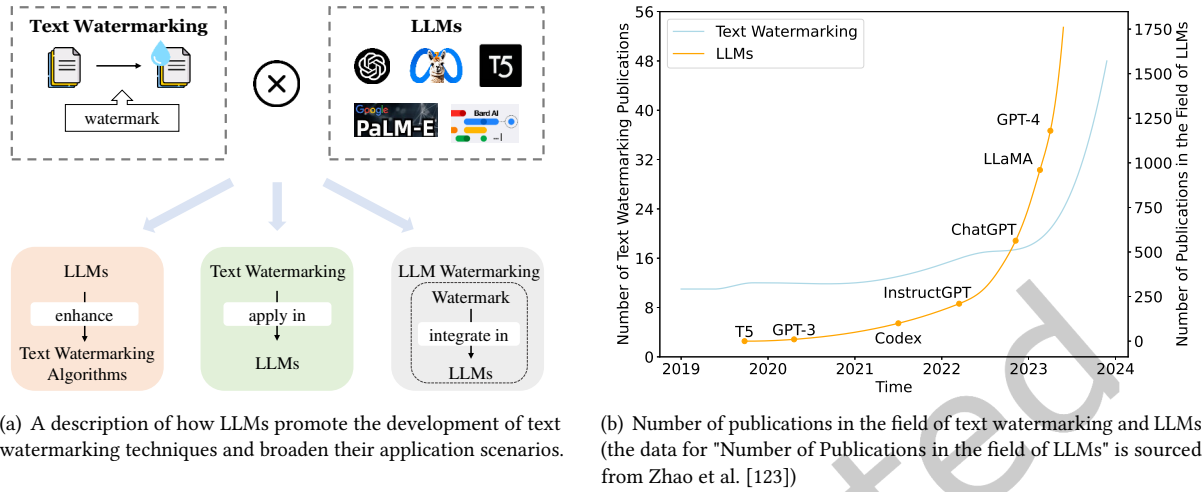 Text Watermarking
watermark
LLMs
T5
Google
PaLM-E
Bard AI
LLMs
enhance
Text Watermarking
Algorithms
Text Watermarking
apply in
LLMs
LLM Watermarking
Watermark
integrate in
LLMs
(a) A description of how LLMs promote the development of text
watermarking techniques and broaden their application scenarios.
Number of Text Watermarking Publications
56
48
40
32
24
16
8
0
Text Watermarking
LLMs
GPT-4
LLaMA
ChatGPT
InstructGPT
Codex
GPT-3
T5
2019 2020 2021 2022 2023 2024
Time
1750
1500
1250
1000
750
500
250
0
Number of Publications in the Field of LLMs
(b) Number of publications in the field of text watermarking and LLMs
(the data for "Number of Publications in the field of LLMs" is sourced
from Zhao et al. [123])